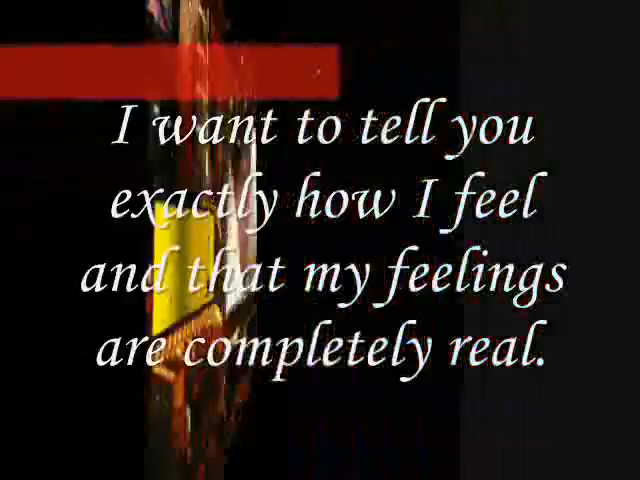 I want to tell you
exactly how I feel
and that my feelings
are completely real.